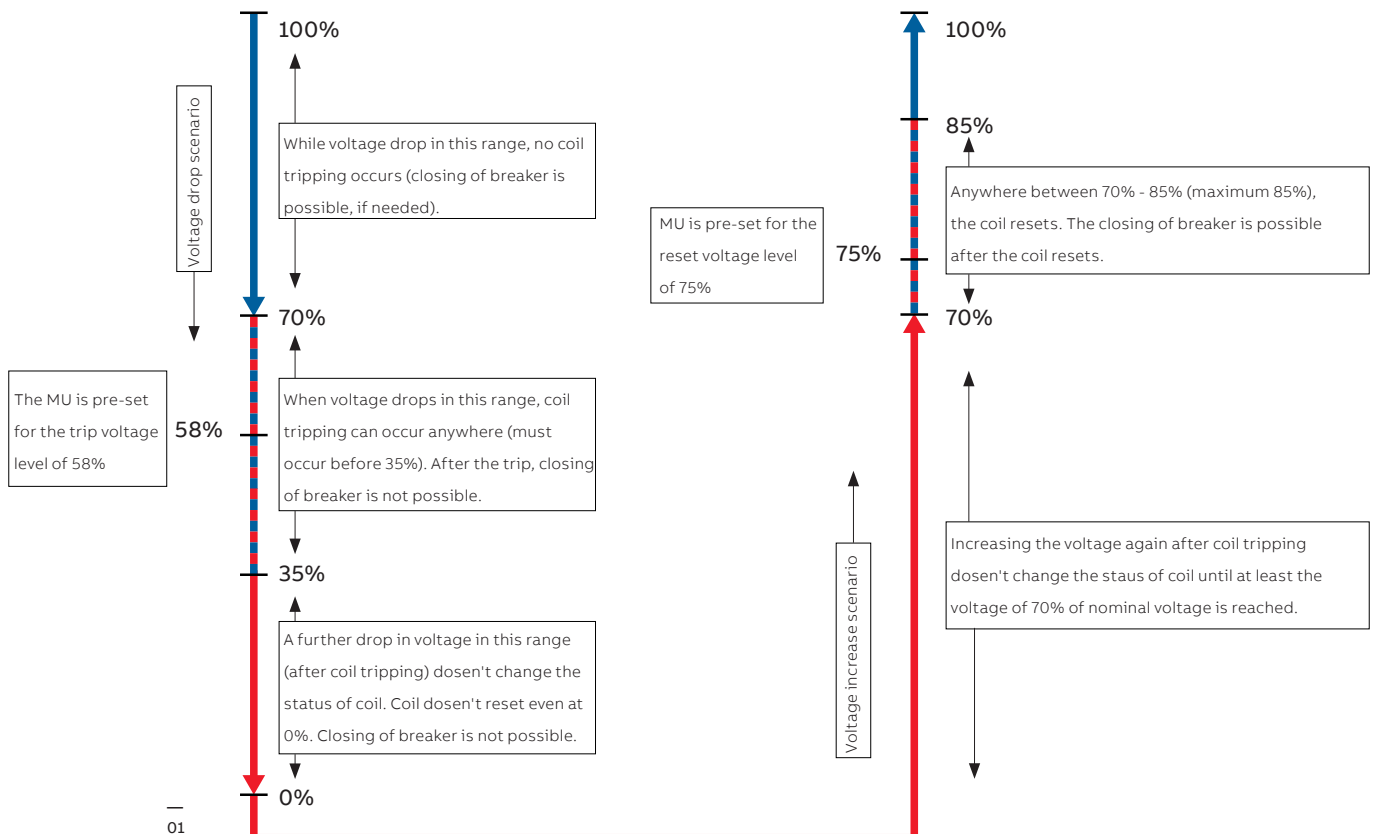 100%
Voltage drop scenario
While voltage drop in this range, no coil
tripping occurs (closing of breaker is
possible, if needed).
70%
The MU is pre-set
for the trip voltage
level of 58%
58%
When voltage drops in this range, coil
tripping can occur anywhere (must
occur before 35%). After the trip, closing
of breaker is not possible.
35%
A further drop in voltage in this range
(after coil tripping) dosen't change the
status of coil. Coil dosen't reset even at
0%. Closing of breaker is not possible.
0%
01
100%
85%
Anywhere between 70% - 85% (maximum 85%),
the coil resets. The closing of breaker is possible
after the coil resets.
MU is pre-set for the
reset voltage level
of 75%
75%
70%
Voltage increase scenario
Increasing the voltage again after coil tripping
dosen't change the staus of coil until at least the
voltage of 70% of nominal voltage is reached.